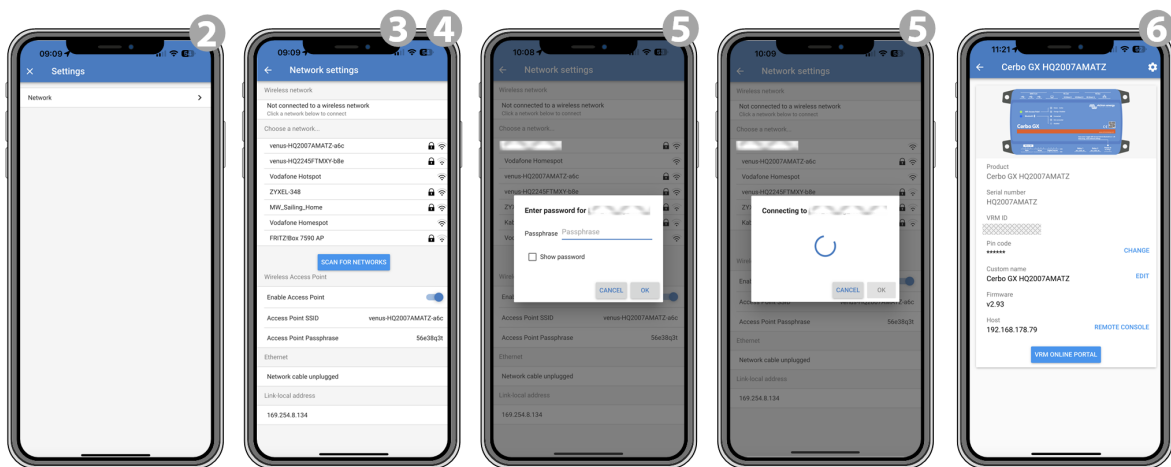 2
09:09
Settings
Network
3 4
09:09
Network settings
Wireless network
Not connected to a wireless network
Click a network below to connect
Choose a network...
venus-HQ2007AMATZ-a6c
venus-HQ2245FTMXY-b8e
Vodafone Hotspot
ZYXEL-348
MW_Sailing_Home
Vodafone Homespot
FRITZ!Box 7590 AP
SCAN FOR NETWORKS
Wireless Access Point
Enable Access Point
Access Point SSID venus-HQ2007AMATZ-a6c
Access Point Passphrase 56e38q3t
Ethernet
Network cable unplugged
Link-local address
169.254.8.134
5
10:08
Network settings
Wireless network
Not connected to a wireless network
Click a network below to connect
Choose a network...
Vodafone Homespot
venus-HQ2007AMATZ-a6c
venus-HQ2245FTMXY-b8e
Enter password for
Passphrase Passphrase
Show password
CANCEL OK
Access Point SSID venus-HQ2007AMATZ-a6c
Access Point Passphrase 56e38q3t
Ethernet
Network cable unplugged
Link-local address
169.254.8.134
5
10:09
Network settings
Wireless network
Not connected to a wireless network
Click a network below to connect
Choose a network...
venus-HQ2007AMATZ-a6c
Vodafone Homespot
venus-HQ2245FTMXY-b8e
Connecting to
CANCEL OK
Access Point Passphrase 56e38q3t
Ethernet
Network cable unplugged
Link-local address
169.254.8.134
6
11:21
Cerbo GX HQ2007AMATZ
Cerbo GX
Product
Cerbo GX HQ2007AMATZ
Serial number
HQ2007AMATZ
VRM ID
Pin code
****** CHANGE
Custom name
Cerbo GX HQ2007AMATZ EDIT
Firmware
v2.93
Host
192.168.178.79 REMOTE CONSOLE
VRM ONLINE PORTAL